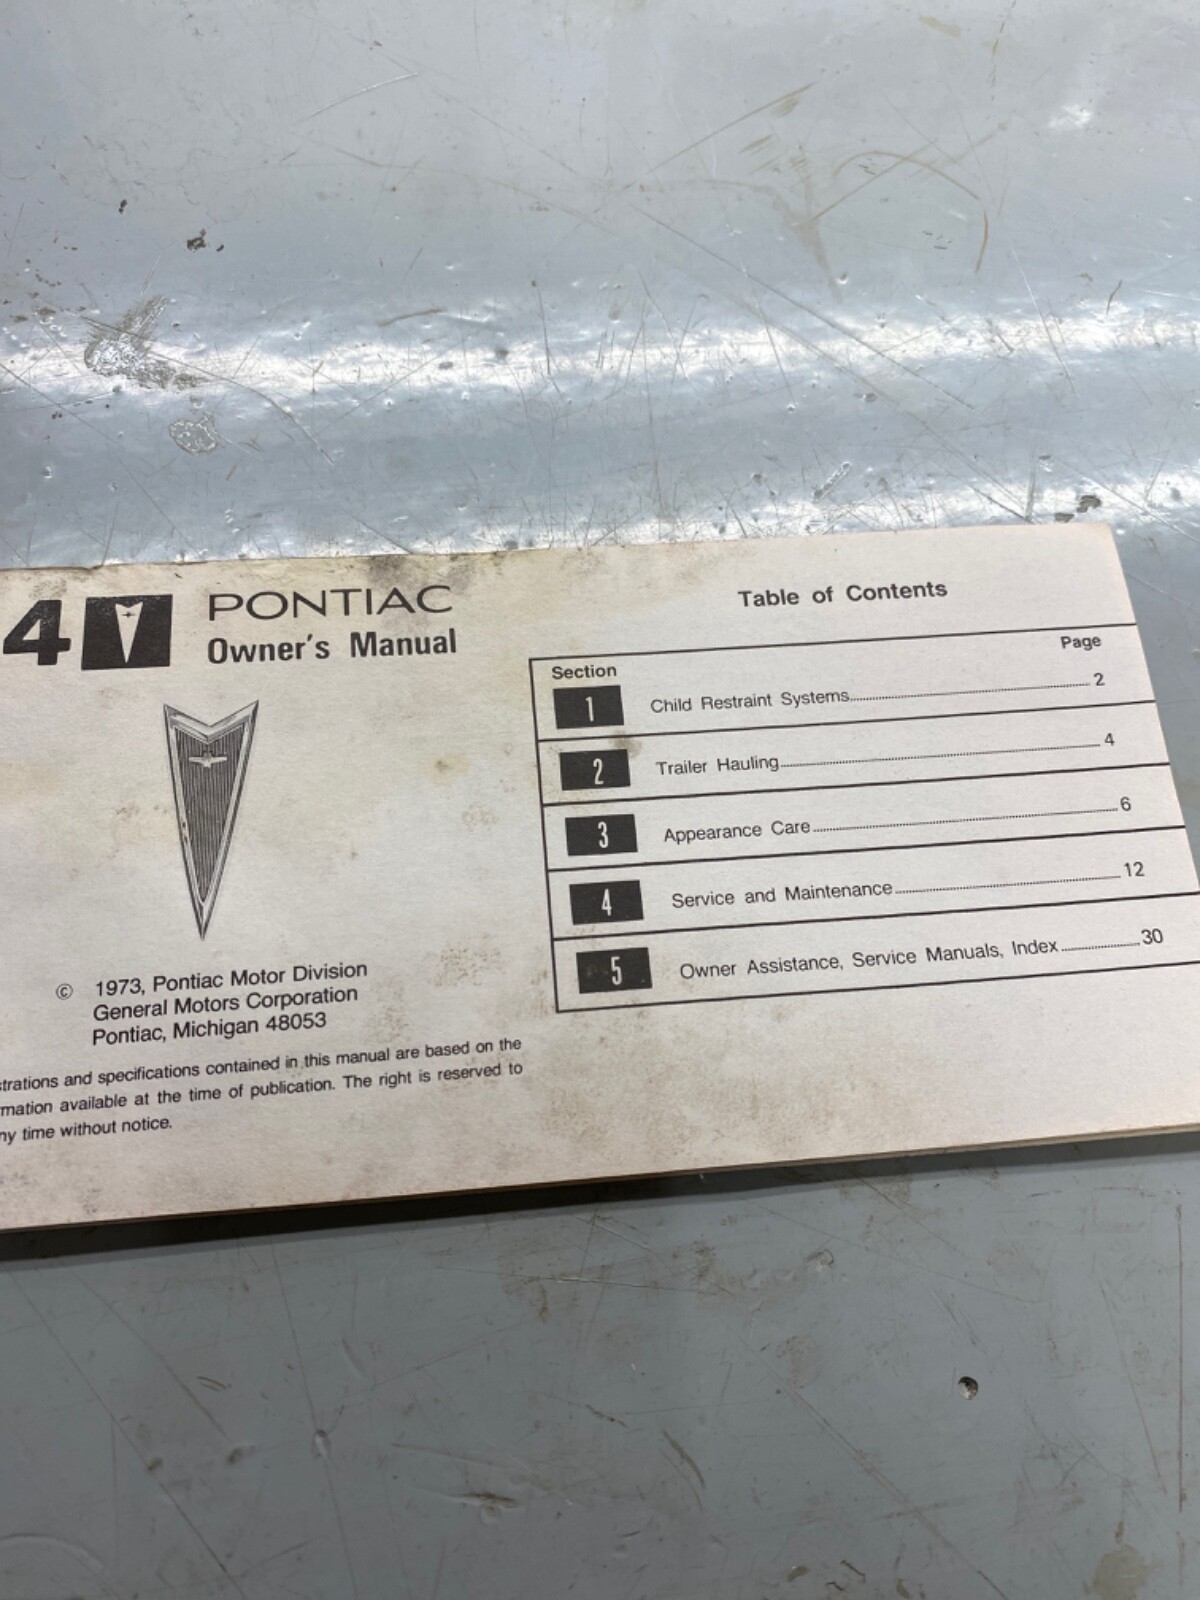 4 PONTIAC
Owner's Manual
© 1973, Pontiac Motor Division
General Motors Corporation
Pontiac, Michigan 48053
strations and specifications contained in this manual are based on the
rmation available at the time of publication. The right is reserved to
ny time without notice.
Table of Contents
Section Page
1 Child Restraint Systems 2
2 Trailer Hauling 4
3 Appearance Care 6
4 Service and Maintenance 12
5 Owner Assistance, Service Manuals, Index 30